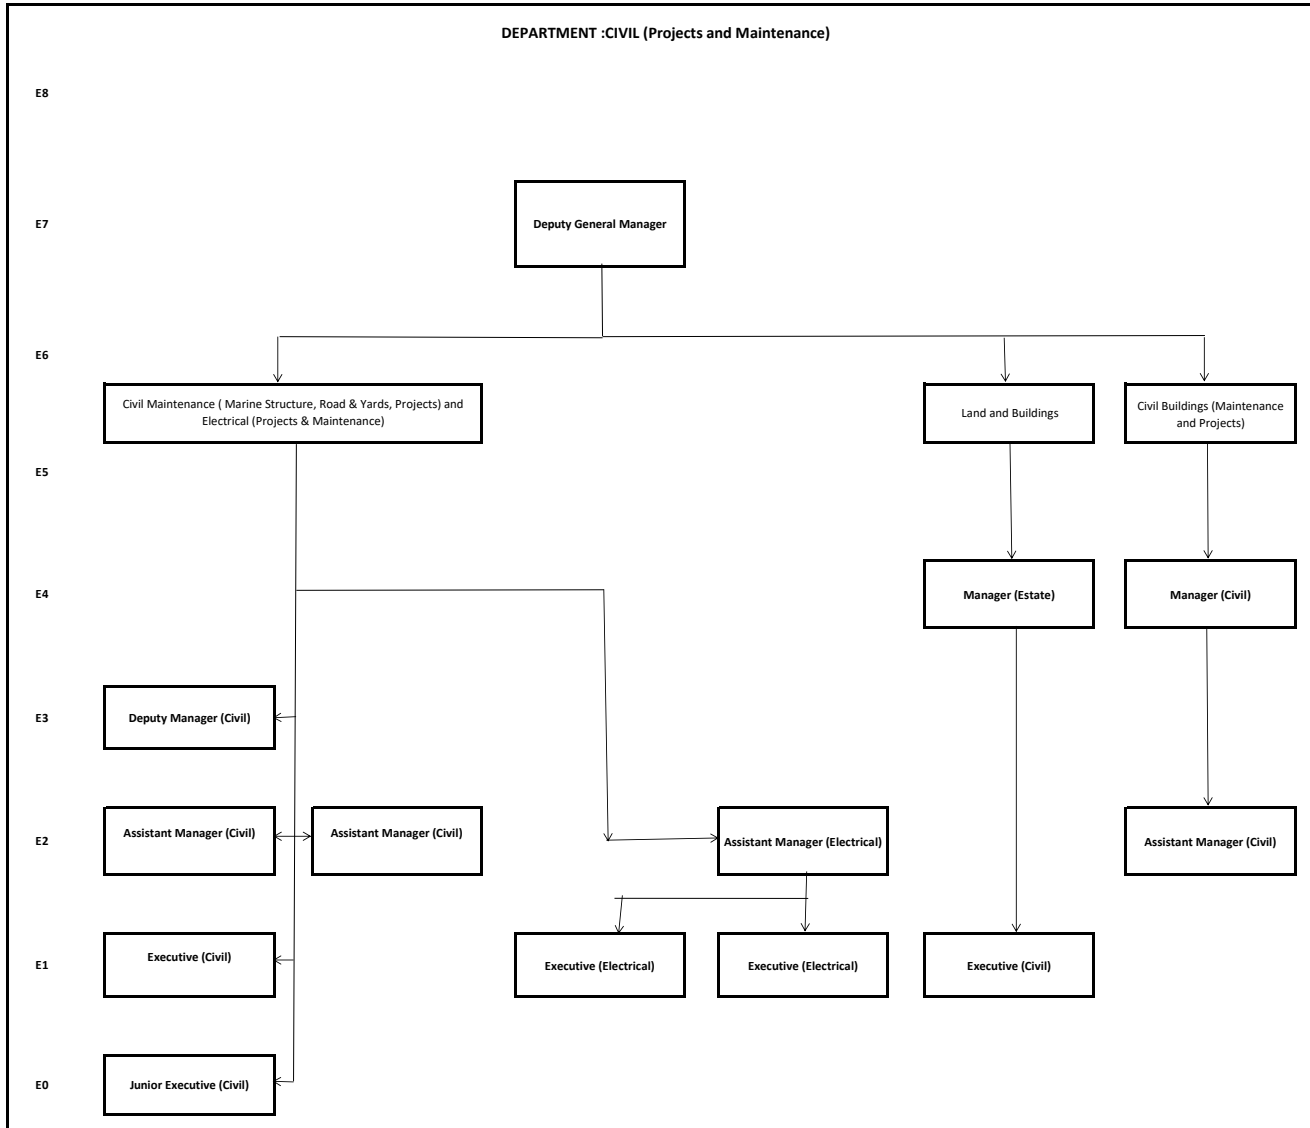 DEPARTMENT :CIVIL (Projects and Maintenance)
E8
E7
Deputy General Manager
E6
Civil Maintenance ( Marine Structure, Road & Yards, Projects) and
Electrical (Projects & Maintenance)
Land and Buildings
Civil Buildings (Maintenance
and Projects)
E5
E4
Manager (Estate)
Manager (Civil)
E3
Deputy Manager (Civil)
E2
Assistant Manager (Civil)
Assistant Manager (Civil)
Assistant Manager (Electrical)
Assistant Manager (Civil)
E1
Executive (Civil)
Executive (Electrical)
Executive (Electrical)
Executive (Civil)
E0
Junior Executive (Civil)